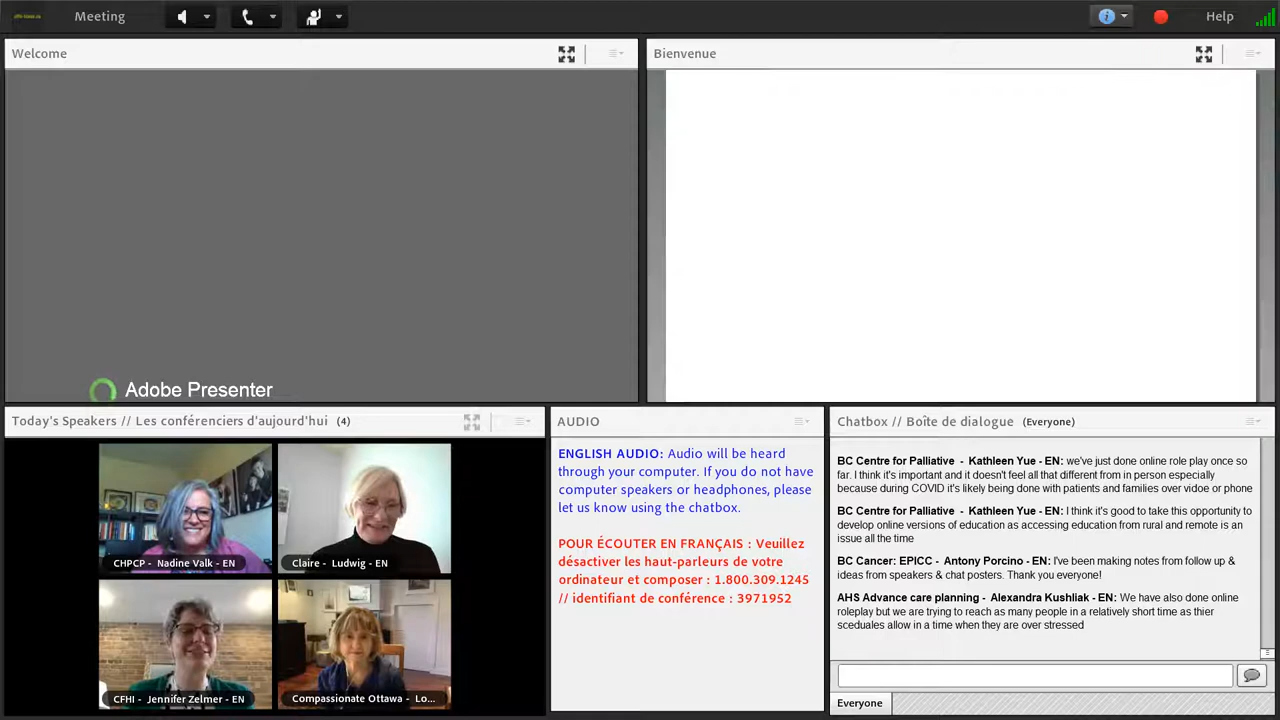 Meeting
Help
Welcome
Bienvenue
Adobe Presenter
Today's Speakers // Les conférenciers d'aujourd'hui (4)
CHPCP - Nadine Valk - EN
Claire - Ludwig - EN
CFHI - Jennifer Zelmer - EN
Compassionate Ottawa - Lo...
AUDIO
ENGLISH AUDIO: Audio will be heard
through your computer. If you do not have
computer speakers or headphones, please
let us know using the chatbox.
POUR ÉCOUTER EN FRANÇAIS : Veuillez
désactiver les haut-parleurs de votre
ordinateur et composer : 1.800.309.1245
// identifiant de conférence : 3971952
Chatbox // Boîte de dialogue (Everyone)
BC Centre for Palliative - Kathleen Yue - EN: we've just done online role play once so
far. I think it's important and it doesn't feel all that different from in person especially
because during COVID it's likely being done with patients and families over vidoe or phone
BC Centre for Palliative - Kathleen Yue - EN: I think it's good to take this opportunity to
develop online versions of education as accessing education from rural and remote is an
issue all the time
BC Cancer: EPICC - Antony Porcino - EN: I've been making notes from follow up &
ideas from speakers & chat posters. Thank you everyone!
AHS Advance care planning - Alexandra Kushliak - EN: We have also done online
roleplay but we are trying to reach as many people in a relatively short time as thier
sceduales allow in a time when they are over stressed
Everyone